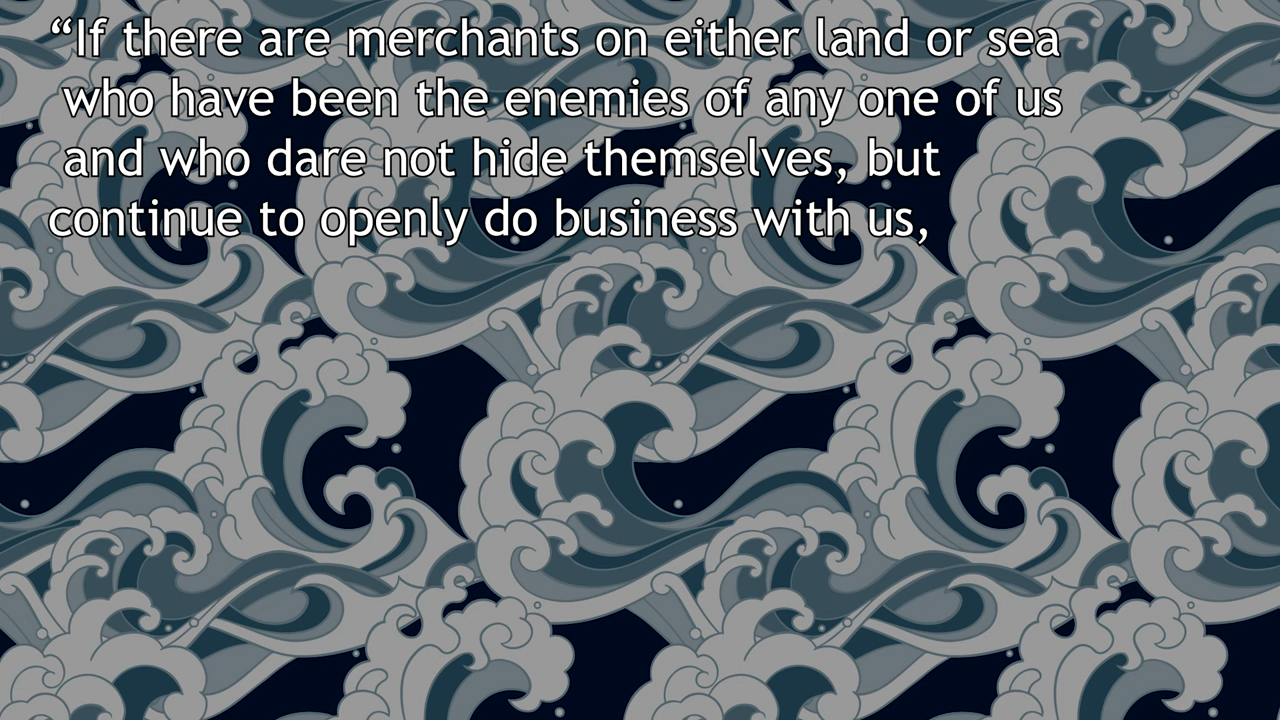 “If there are merchants on either land or sea
who have been the enemies of any one of us
and who dare not hide themselves, but
continue to openly do business with us,